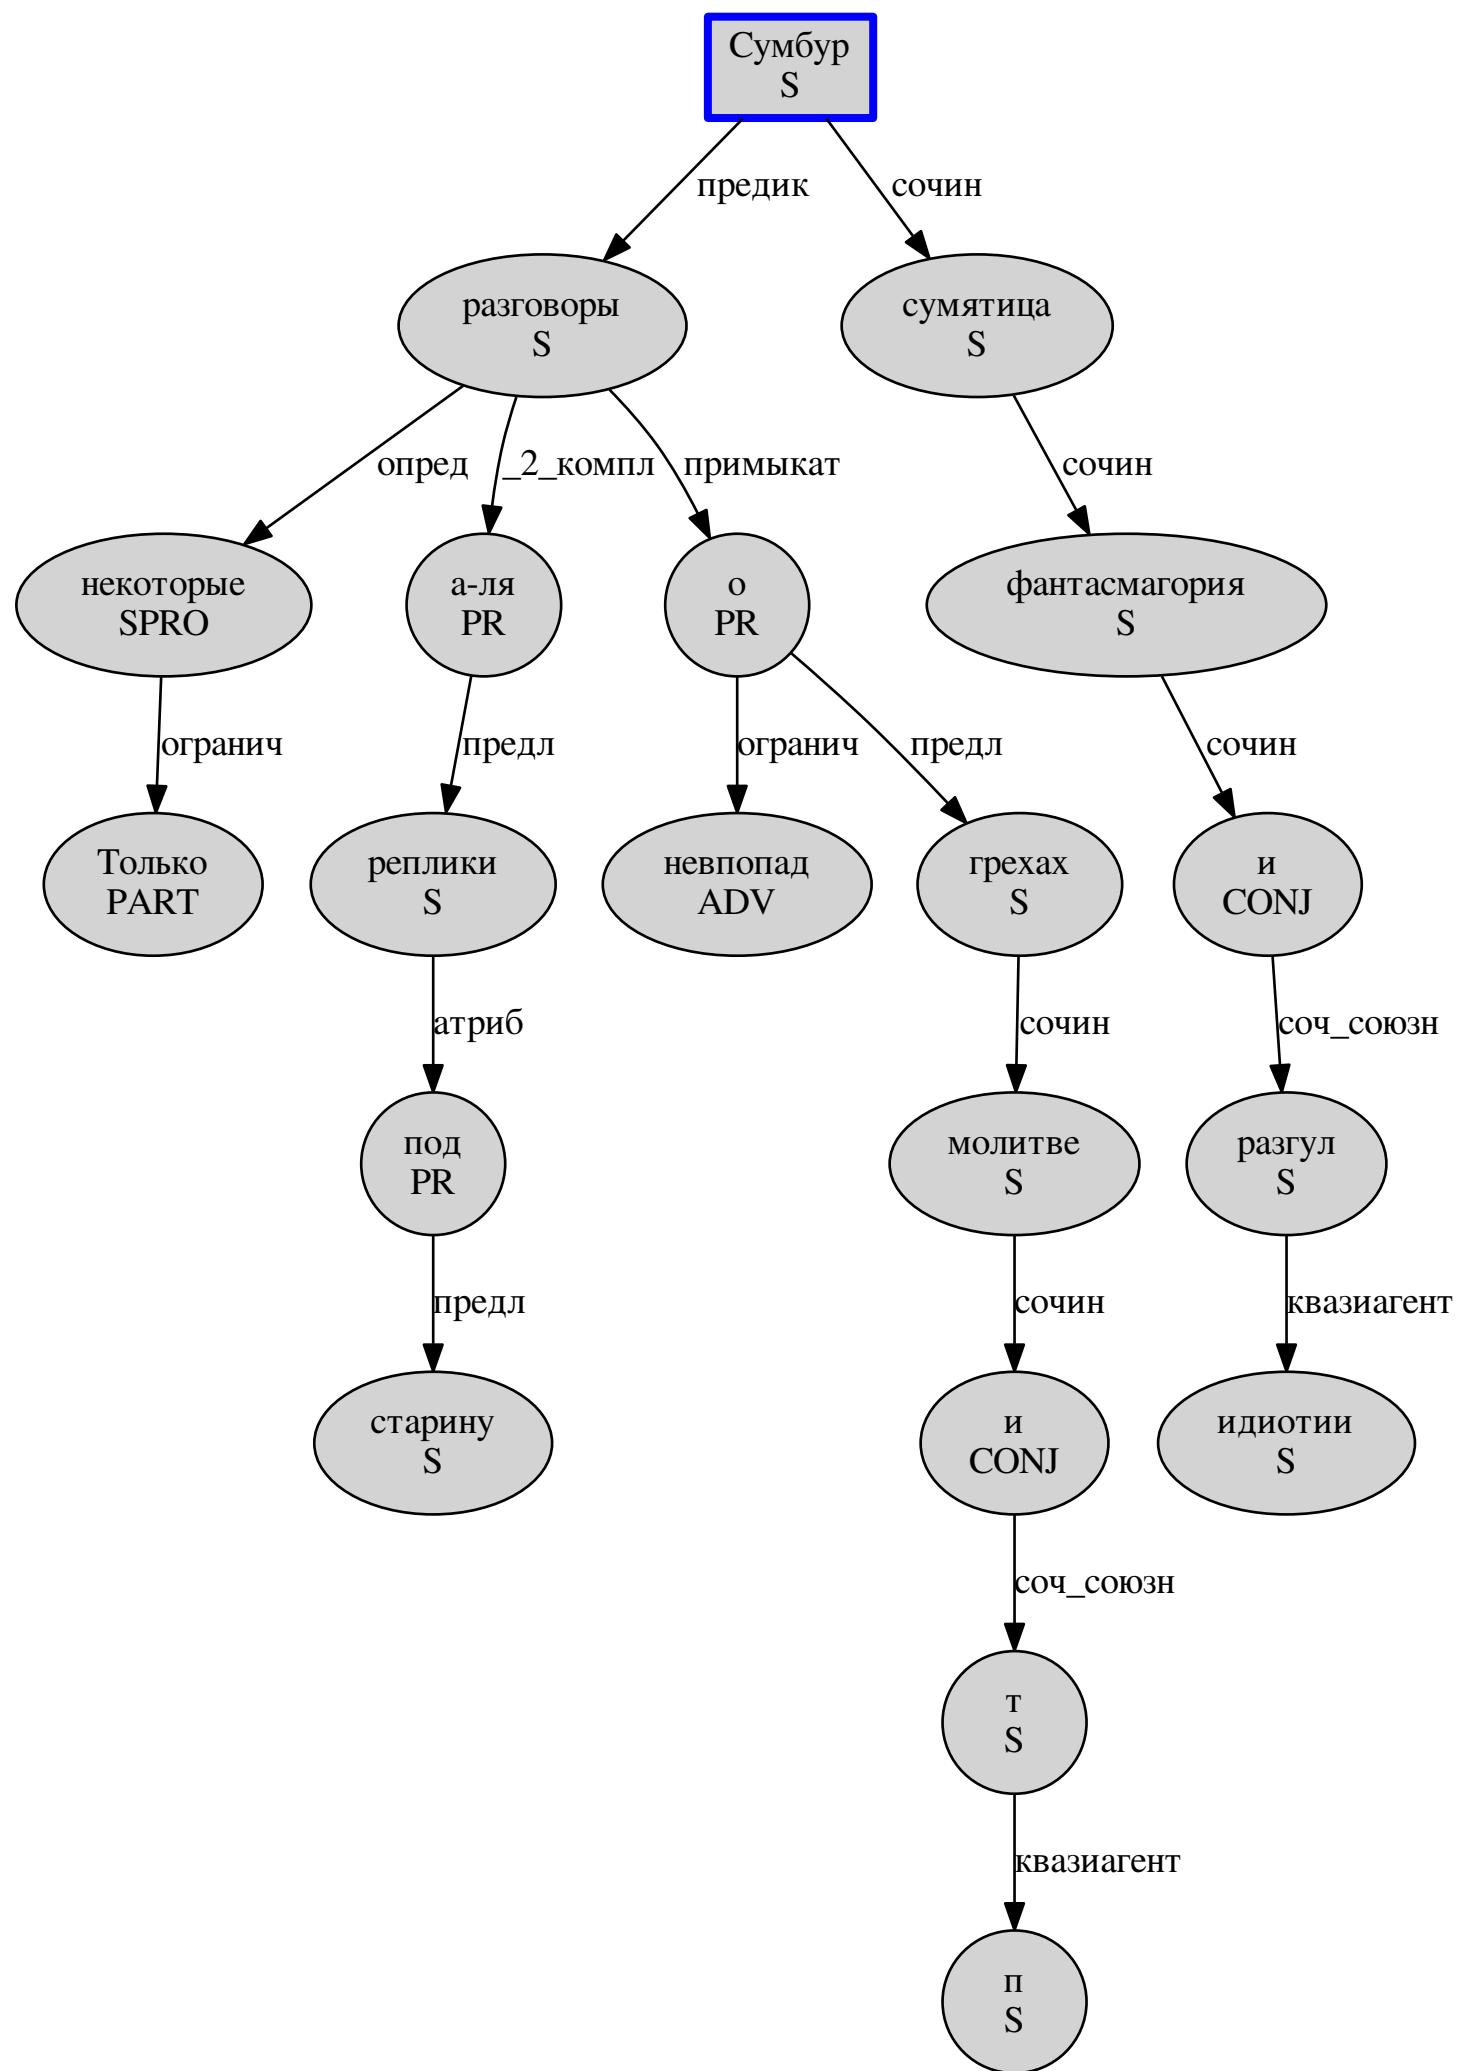 Сумбур
S
предик
сочин
разговоры
S
сумятица
S
опред
_2_компл
примыкат
сочин
некоторые
SPRO
а-ля
PR
о
PR
фантасмагория
S
огранич
предл
огранич
предл
сочин
Только
PART
реплики
S
невпопад
ADV
грехах
S
и
CONJ
атриб
сочин
соч_союзн
под
PR
молитве
S
разгул
S
предл
сочин
квазиагент
старину
S
и
CONJ
идиотии
S
соч_союзн
т
S
квазиагент
п
S